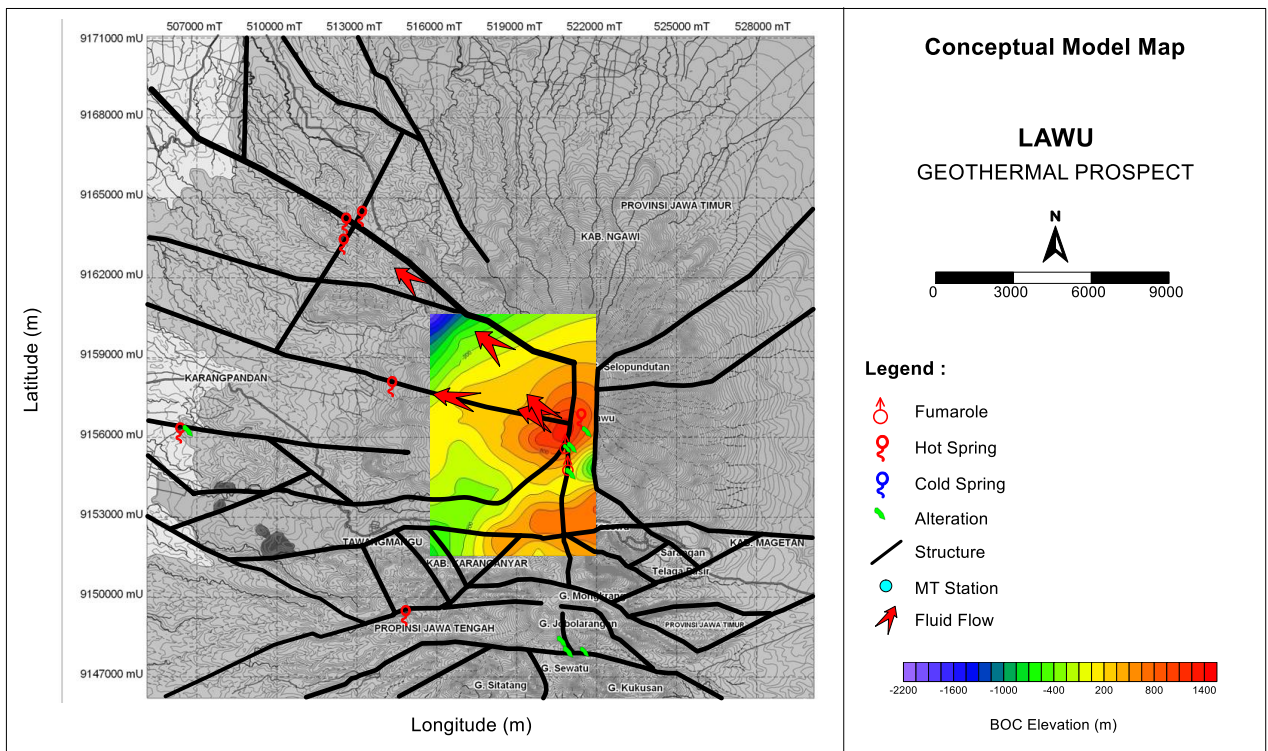 507000 mT 510000 mT 513000 mT 516000 mT 519000 mT 522000 mT 525000 mT 528000 mT
9171000 mU
9168000 mU
9165000 mU
9162000 mU
9159000 mU
9156000 mU
9153000 mU
9150000 mU
9147000 mU
Latitude (m)
Longitude (m)
PROVINSI JAWA TIMUR
KAB. NGAWI
Selopundutan
KARANGPANDAN
wu
TAWANGMANGU
KAB. MAGETAN
KAB. KARANGANYAR
Sarangan
Telaga Pasir
G. Mongkrang
G. Jobolarangan
PROPINSI JAWA TENGAH
PROVINSI JAWA TIMUR
G. Sewatu
G. Sitatang
G. Kukusan
Conceptual Model Map
LAWU
GEOTHERMAL PROSPECT
N
0 3000 6000 9000
Legend :
Fumarole
Hot Spring
Cold Spring
Alteration
Structure
MT Station
Fluid Flow
-2200 -1600 -1000 -400 200 800 1400
BOC Elevation (m)